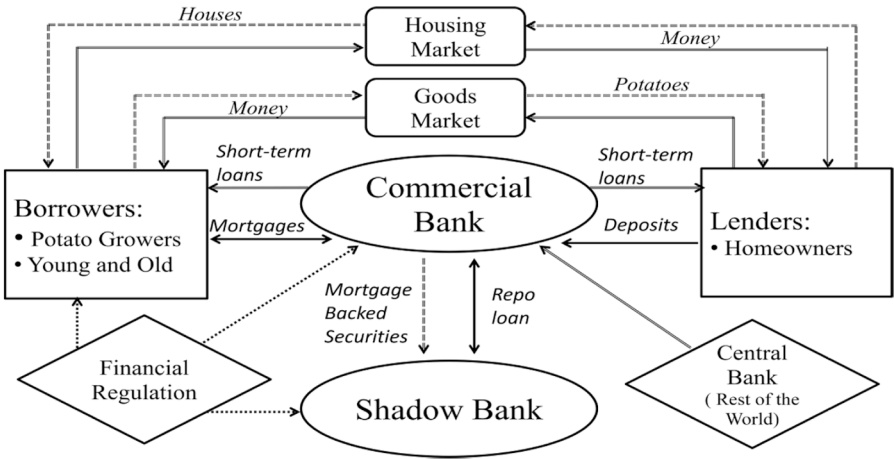 Houses
Housing
Market
Money
Potatoes
Goods
Market
Money
Short-term
loans
Short-term
loans
Commercial
Bank
Borrowers:
• Potato Growers
• Young and Old
Mortgages
Deposits
Lenders:
• Homeowners
Mortgage
Backed
Securities
Repo
loan
Financial
Regulation
Shadow Bank
Central
Bank
( Rest of the
World)